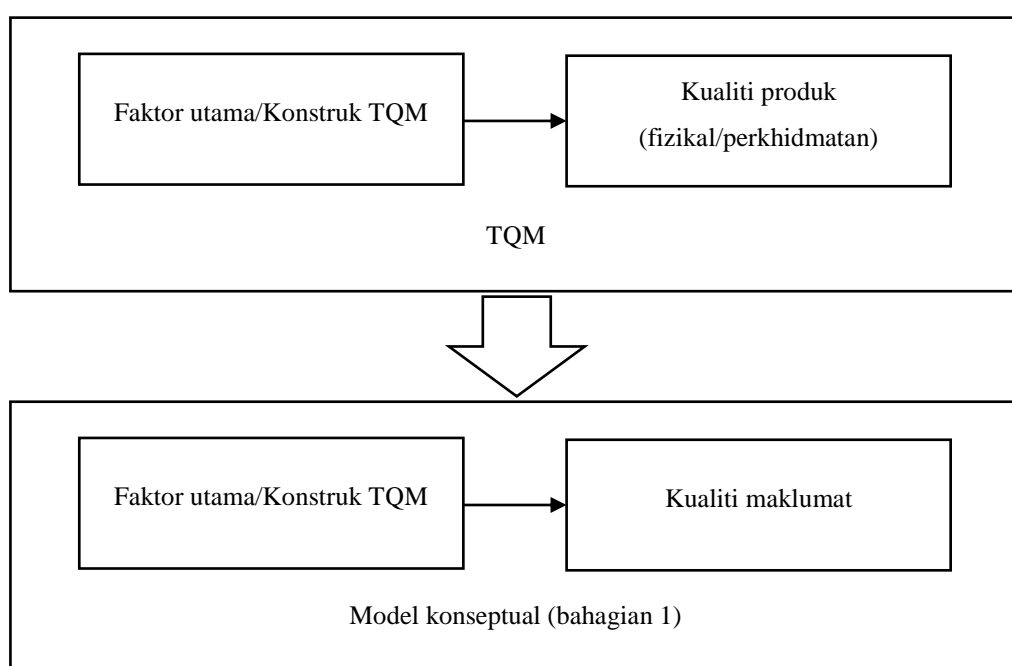 Faktor utama/Konstruk TQM
Kualiti produk
(fizikal/perkhidmatan)
TQM
Faktor utama/Konstruk TQM
Kualiti maklumat
Model konseptual (bahagian 1)